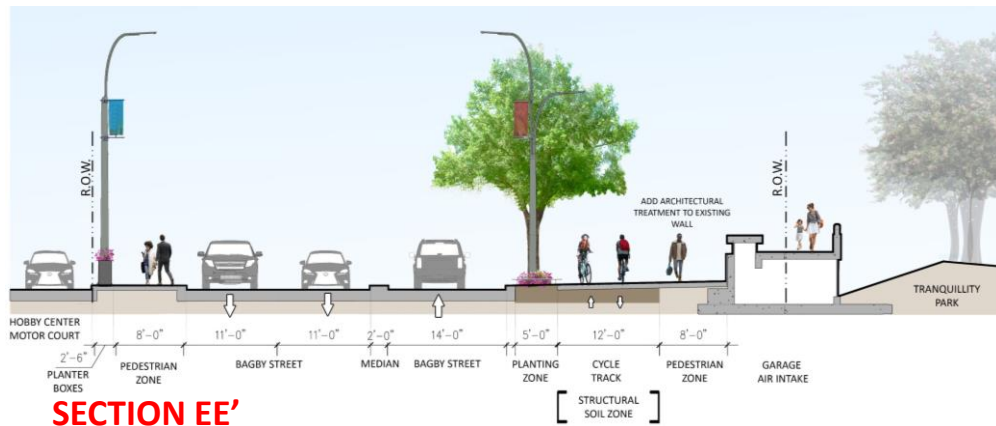 R.O.W.
R.O.W.
ADD ARCHITECTURAL
TREATMENT TO EXISTING
WALL
TRANQUILLITY
PARK
HOBBY CENTER
MOTOR COURT
2'-6"
8'-0"
11'-0"
11'-0"
2'-0"
14'-0"
5'-0"
12'-0"
8'-0"
PLANTER
BOXES
PEDESTRIAN
ZONE
BAGBY STREET
MEDIAN
BAGBY STREET
PLANTING
ZONE
CYCLE
TRACK
PEDESTRIAN
ZONE
GARAGE
AIR INTAKE
STRUCTURAL
SOIL ZONE
SECTION EE'